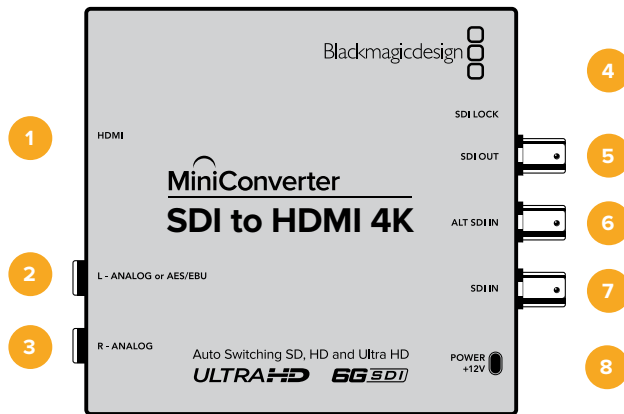 Blackmagicdesign
4
SDI LOCK
1
HDMI
SDI OUT
5
MiniConverter
SDI to HDMI 4K
ALT SDI IN
6
2
L - ANALOG or AES/EBU
SDI IN
7
3
R - ANALOG
Auto Switching SD, HD and Ultra HD
ULTRA HD 6G SDI
POWER
+12V
8